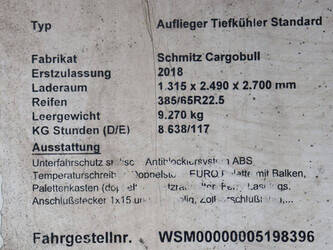 Typ Auflieger Tiefkühler Standard
Fabrikat Schmitz Cargobull
Erstzulassung 2018
Laderaum 1.315 x 2.490 x 2.700 mm
Reifen 385/65R22.5
Leergewicht 9.270 kg
KG Stunden (D/E) 8 638/117
Ausstattung
Unterfahrschutz Antiblockiersystem ABS
EURO mit Balken,
Palettenkasten
Anschlußstecker 1x15
Fahrgestellnr. WSM00000005198396